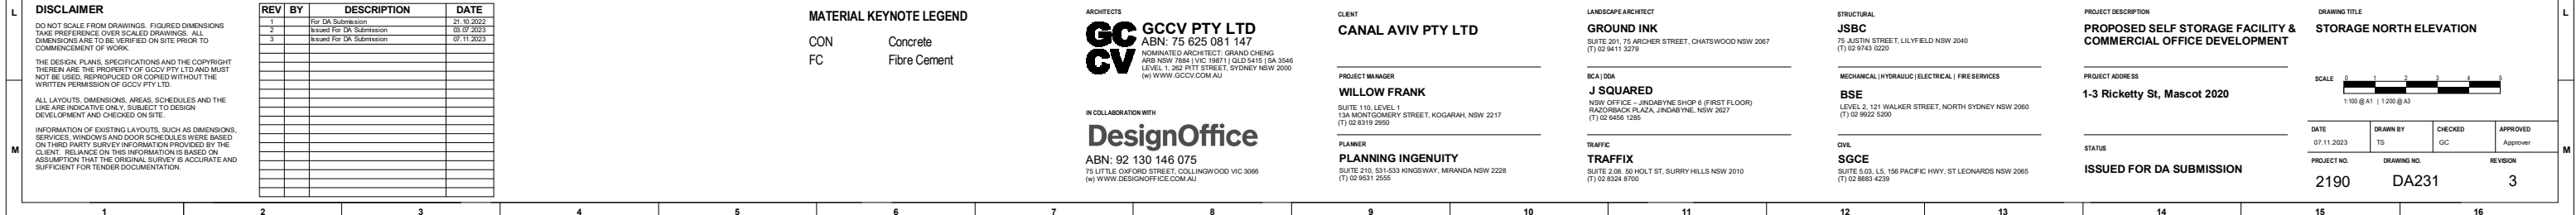 L
DISCLAIMER
DO NOT SCALE FROM DRAWINGS. FIGURED DIMENSIONS
TAKE PREFERENCE OVER SCALED DRAWINGS. ALL
DIMENSIONS ARE TO BE VERIFIED ON SITE PRIOR TO
COMMENCEMENT OF WORK.
THE DESIGN, PLANS, SPECIFICATIONS AND THE COPYRIGHT
THEREIN ARE THE PROPERTY OF GCCV PTY LTD AND MUST
NOT BE USED, REPROPUCED OR COPIED WITHOUT THE
WRITTEN PERMISSION OF GCCV PTY LTD.
ALL LAYOUTS, DIMENSIONS, AREAS, SCHEDULES AND THE
LIKE ARE INDICATIVE ONLY, SUBJECT TO DESIGN
DEVELOPMENT AND CHECKED ON SITE.
INFORMATION OF EXISTING LAYOUTS, SUCH AS DIMENSIONS,
SERVICES, WINDOWS AND DOOR SCHEDULES WERE BASED
ON THIRD PARTY SURVEY INFORMATION PROVIDED BY THE
CLIENT. RELIANCE ON THIS INFORMATION IS BASED ON
ASSUMPTION THAT THE ORIGINAL SURVEY IS ACCURATE AND
SUFFICIENT FOR TENDER DOCUMENTATION.
M
REV BY DESCRIPTION DATE
1 For DA Submission 21.10.2022
2 Issued For DA Submission 03.07.2023
3 Issued For DA Submission 07.11.2023
MATERIAL KEYNOTE LEGEND
CON Concrete
FC Fibre Cement
ARCHITECTS
GC
CV
GCCV PTY LTD
ABN: 75 625 081 147
NOMINATED ARCHITECT: GRAND CHENG
ARB NSW 7884 | VIC 19871 | QLD 5415 | SA 3546
LEVEL 1, 262 PITT STREET, SYDNEY NSW 2000
(w) WWW.GCCV.COM.AU
IN COLLABORATION WITH
DesignOffice
ABN: 92 130 146 075
75 LITTLE OXFORD STREET, COLLINGWOOD VIC 3066
(w) WWW.DESIGNOFFICE.COM.AU
CLIENT
CANAL AVIV PTY LTD
PROJECT MANAGER
WILLOW FRANK
SUITE 110, LEVEL 1
13A MONTGOMERY STREET, KOGARAH, NSW 2217
(T) 02 8319 2950
PLANNER
PLANNING INGENUITY
SUITE 210, 531-533 KINGSWAY, MIRANDA NSW 2228
(T) 02 9531 2555
LANDSCAPE ARCHITECT
GROUND INK
SUITE 201, 75 ARCHER STREET, CHATSWOOD NSW 2067
(T) 02 9411 3279
BCA | DDA
J SQUARED
NSW OFFICE – JINDABYNE SHOP 6 (FIRST FLOOR)
RAZORBACK PLAZA, JINDABYNE, NSW 2627
(T) 02 6456 1285
TRAFFIC
TRAFFIX
SUITE 2.08. 50 HOLT ST, SURRY HILLS NSW 2010
(T) 02 8324 8700
STRUCTURAL
JSBC
75 JUSTIN STREET, LILYFIELD NSW 2040
(T) 02 9743 0220
MECHANICAL | HYDRAULIC | ELECTRICAL | FIRE SERVICES
BSE
LEVEL 2, 121 WALKER STREET, NORTH SYDNEY NSW 2060
(T) 02 9922 5200
CIVIL
SGCE
SUITE 5.03, L5, 156 PACIFIC HWY, ST LEONARDS NSW 2065
(T) 02 8883 4239
PROJECT DESCRIPTION
PROPOSED SELF STORAGE FACILITY &
COMMERCIAL OFFICE DEVELOPMENT
PROJECT ADDRESS
1-3 Ricketty St, Mascot 2020
STATUS
ISSUED FOR DA SUBMISSION
DRAWING TITLE
STORAGE NORTH ELEVATION
SCALE 0 1 2 3 4 5
1:100 @ A1 | 1:200 @ A3
DATE DRAWN BY CHECKED APPROVED
07.11.2023 TS GC Approver
PROJECT NO. DRAWING NO. REVISION
2190 DA231 3
L
M
1 2 3 4 5 6 7 8 9 10 11 12 13 14 15 16